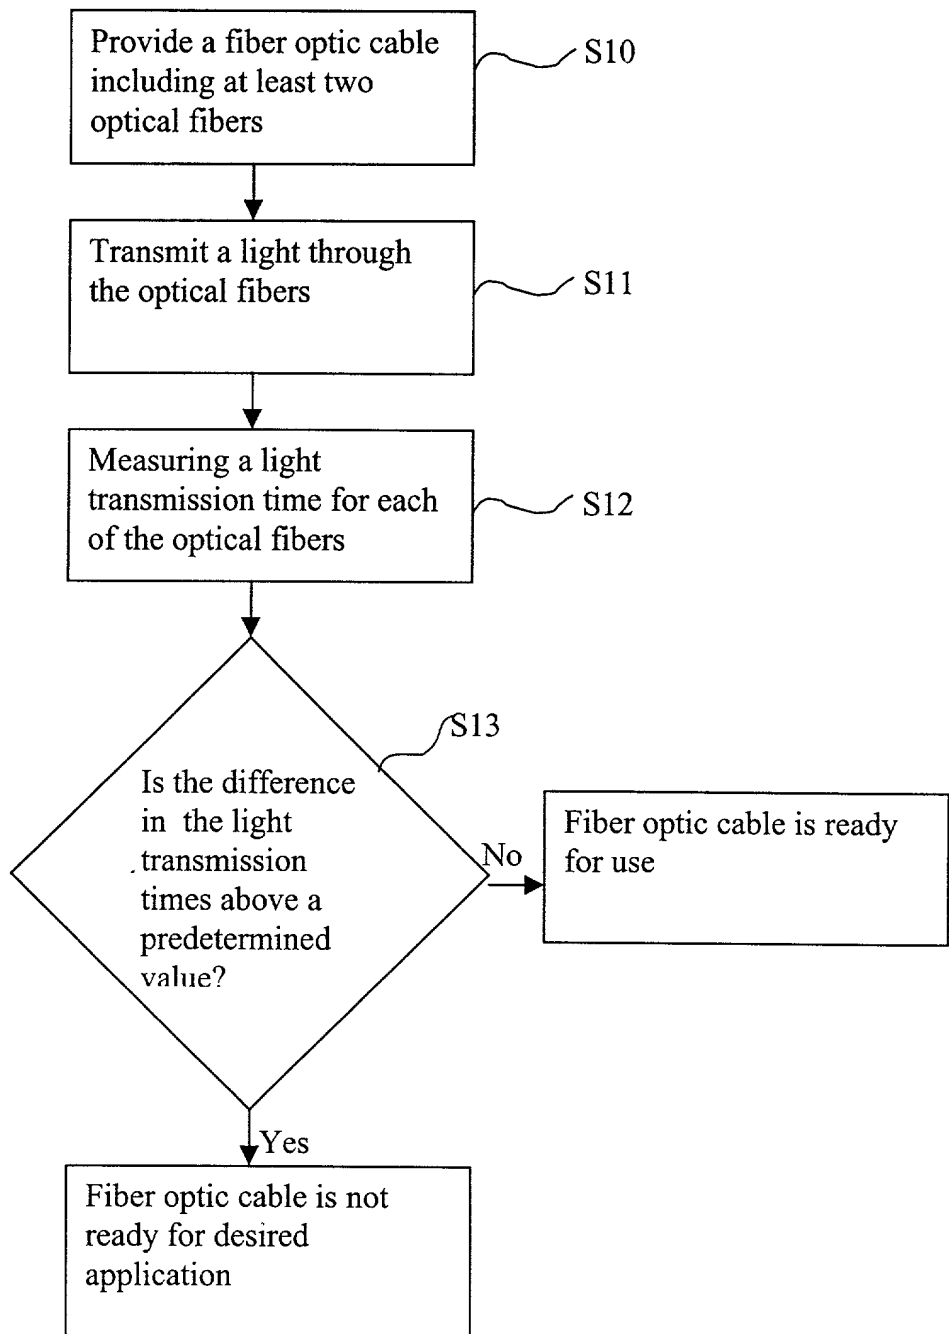 Provide a fiber optic cable
including at least two
optical fibers
S10
Transmit a light through
the optical fibers
S11
Measuring a light
transmission time for each
of the optical fibers
S12
S13
Is the difference
in the light
transmission
times above a
predetermined
value?
No
Fiber optic cable is ready
for use
Yes
Fiber optic cable is not
ready for desired
application